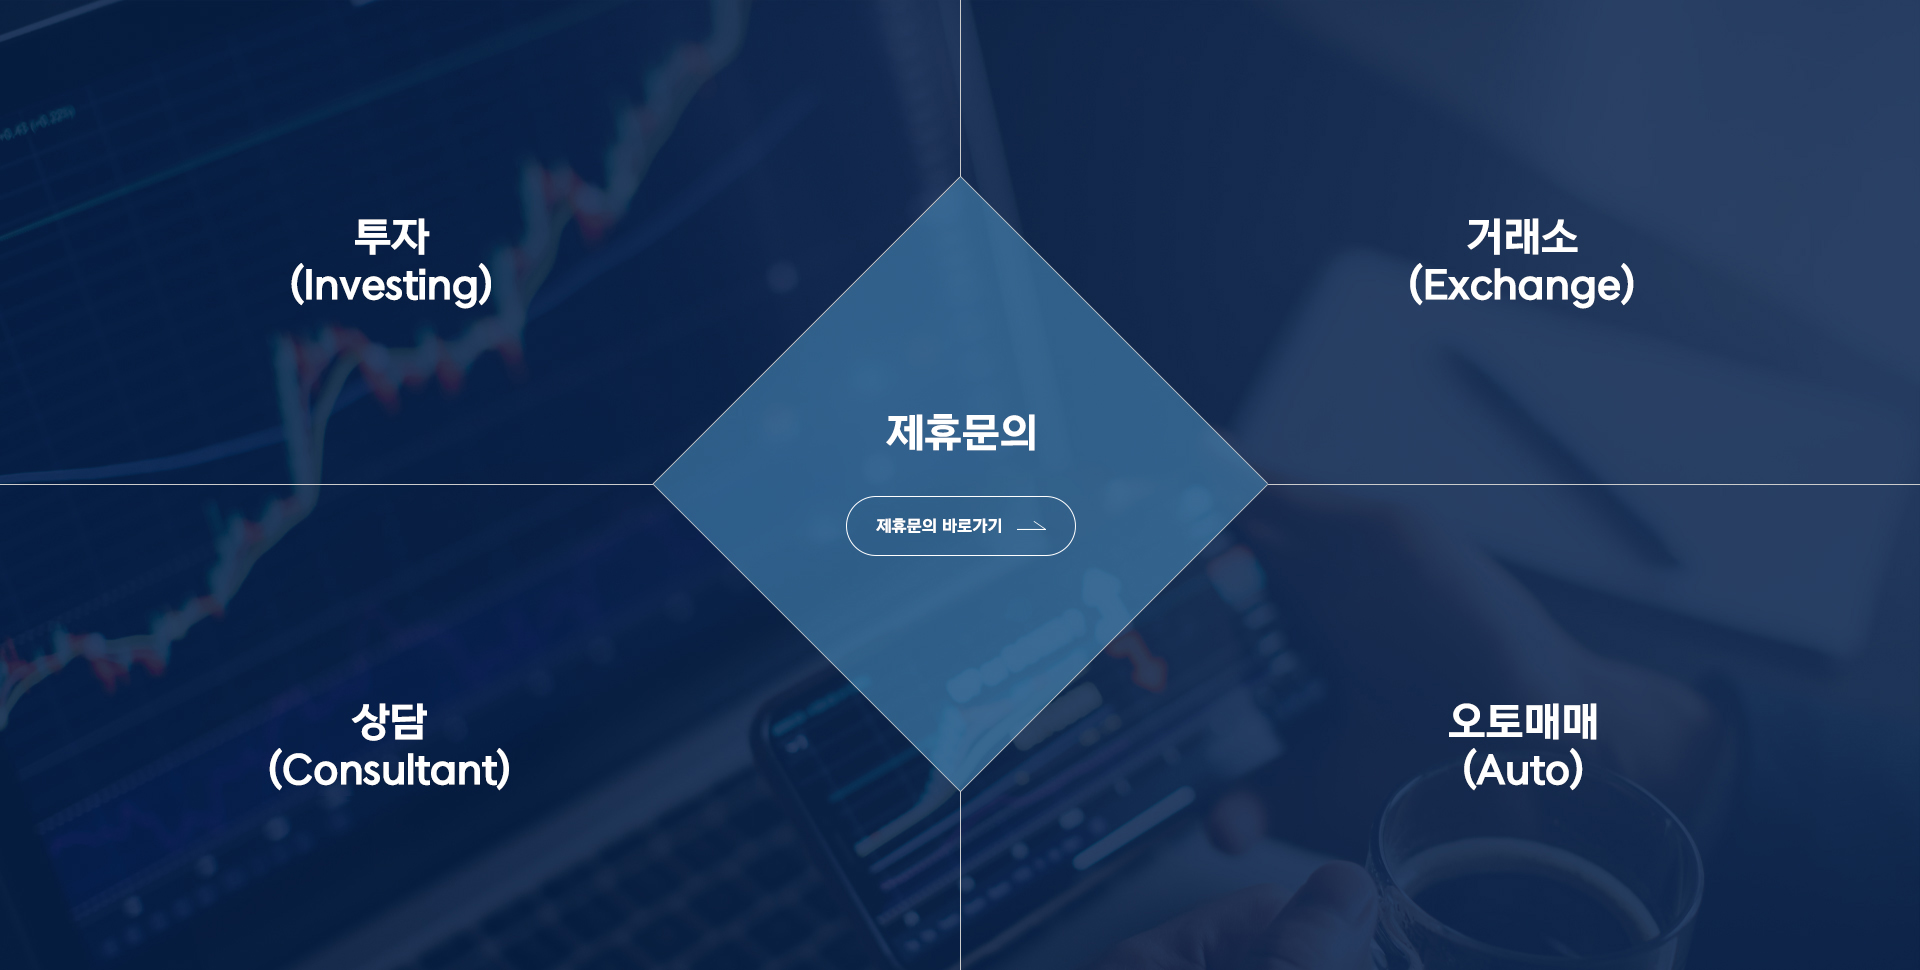 투자
(Investing)
거래소
(Exchange)
제휴문의
제휴문의 바로가기
상담
(Consultant)
오토매매
(Auto)